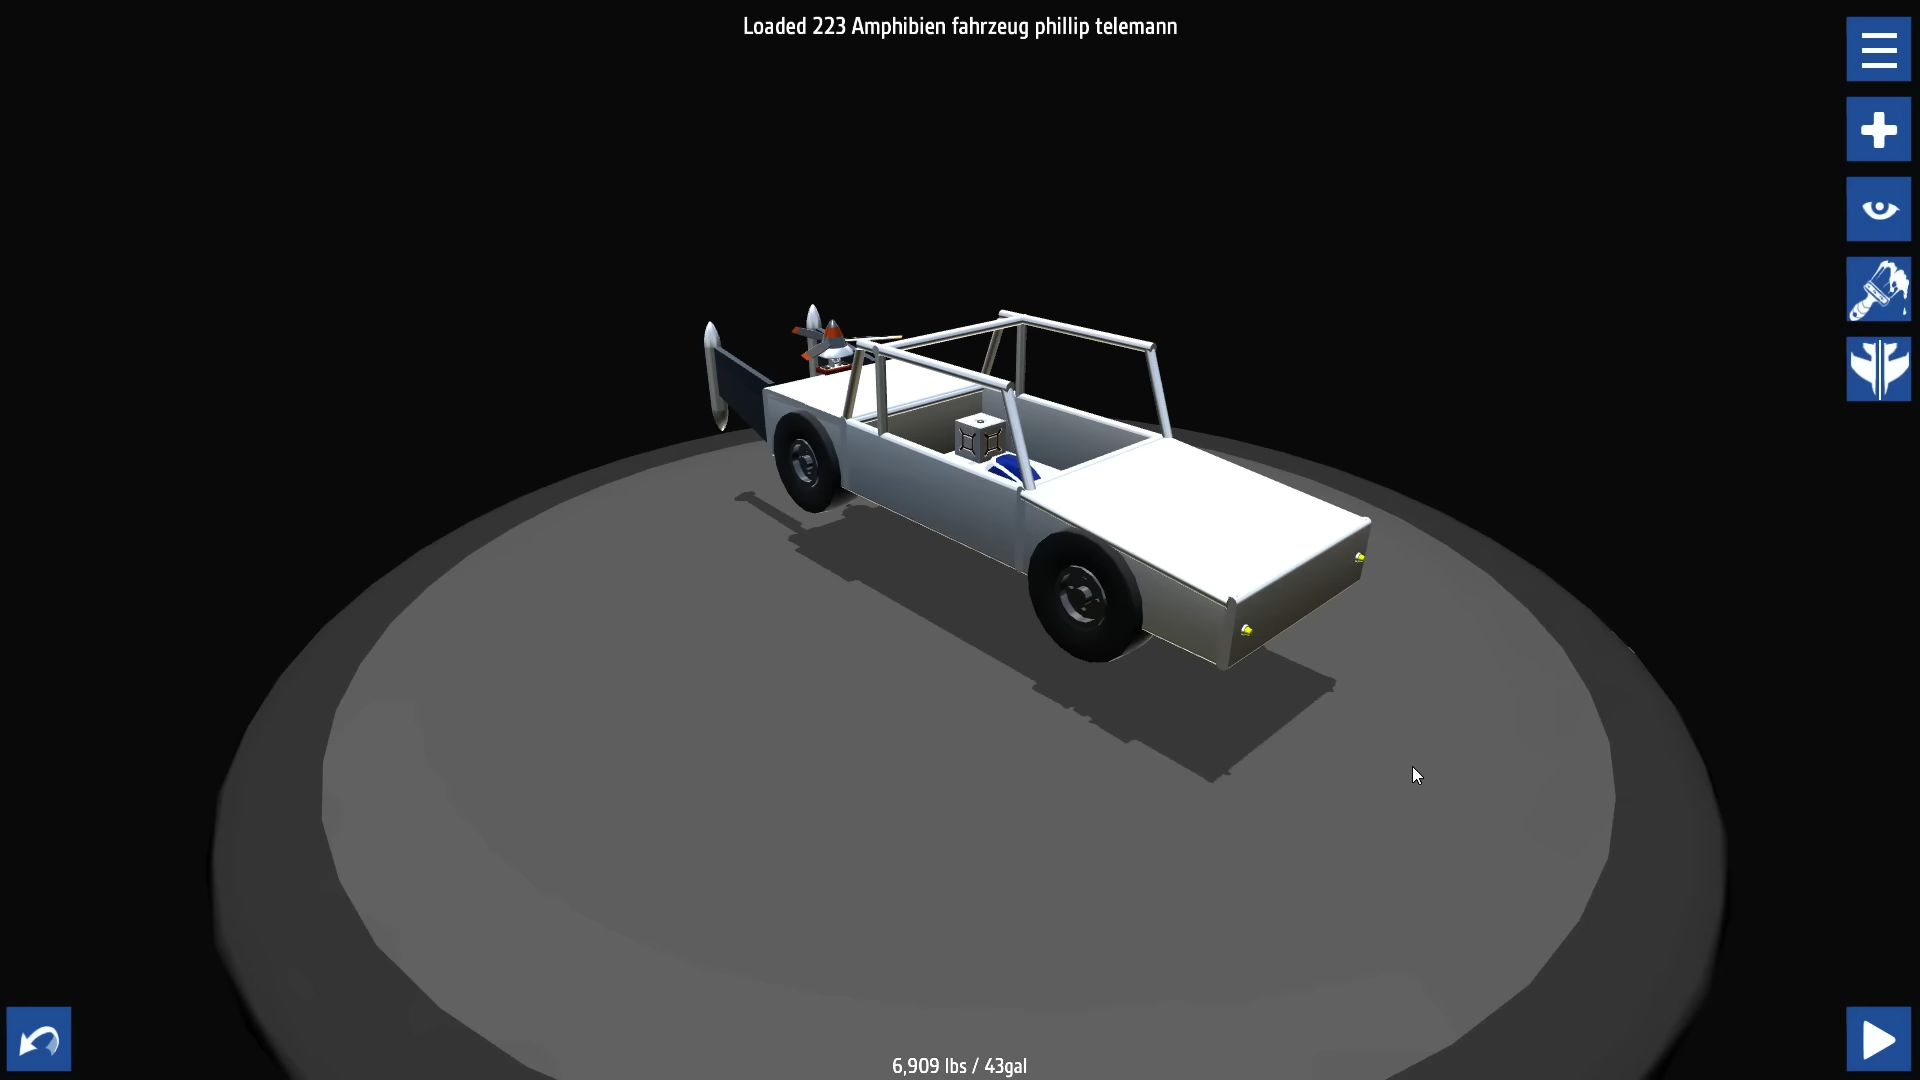 Loaded 223 Amphibien fahrzeug phillip telemann
6,909 lbs / 43gal